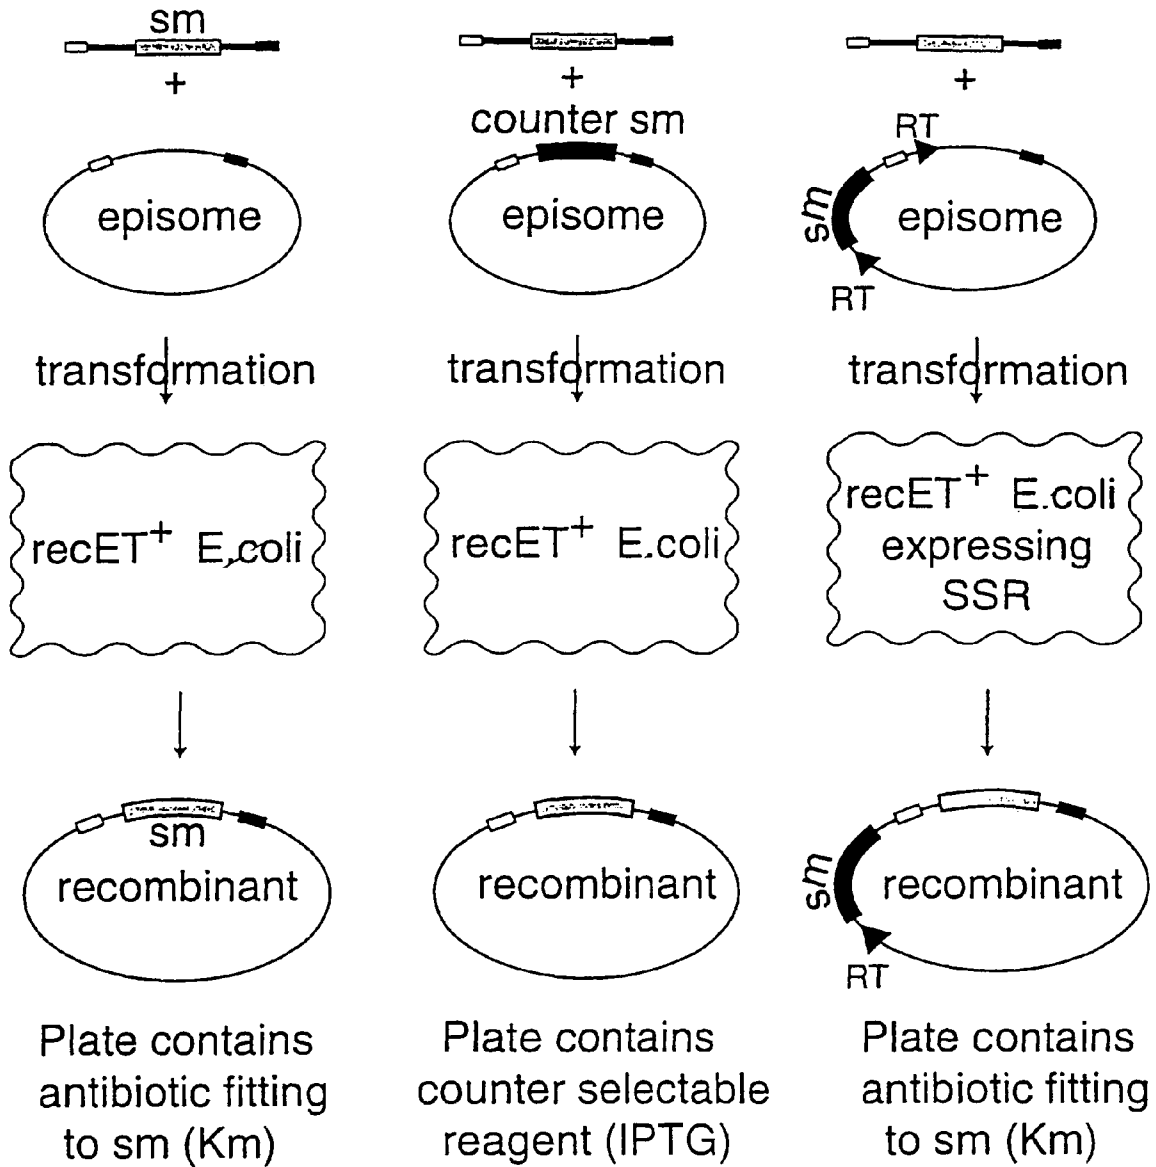 sm
+
episome
transformation
recET+ E.coli
sm
recombinant
Plate contains
antibiotic fitting
to sm (Km)
+
counter sm
episome
transformation
recET+ E.coli
recombinant
Plate contains
counter selectable
reagent (IPTG)
+
RT
sm
episome
RT
transformation
recET+ E.coli
expressing
SSR
sm
recombinant
RT
Plate contains
antibiotic fitting
to sm (Km)